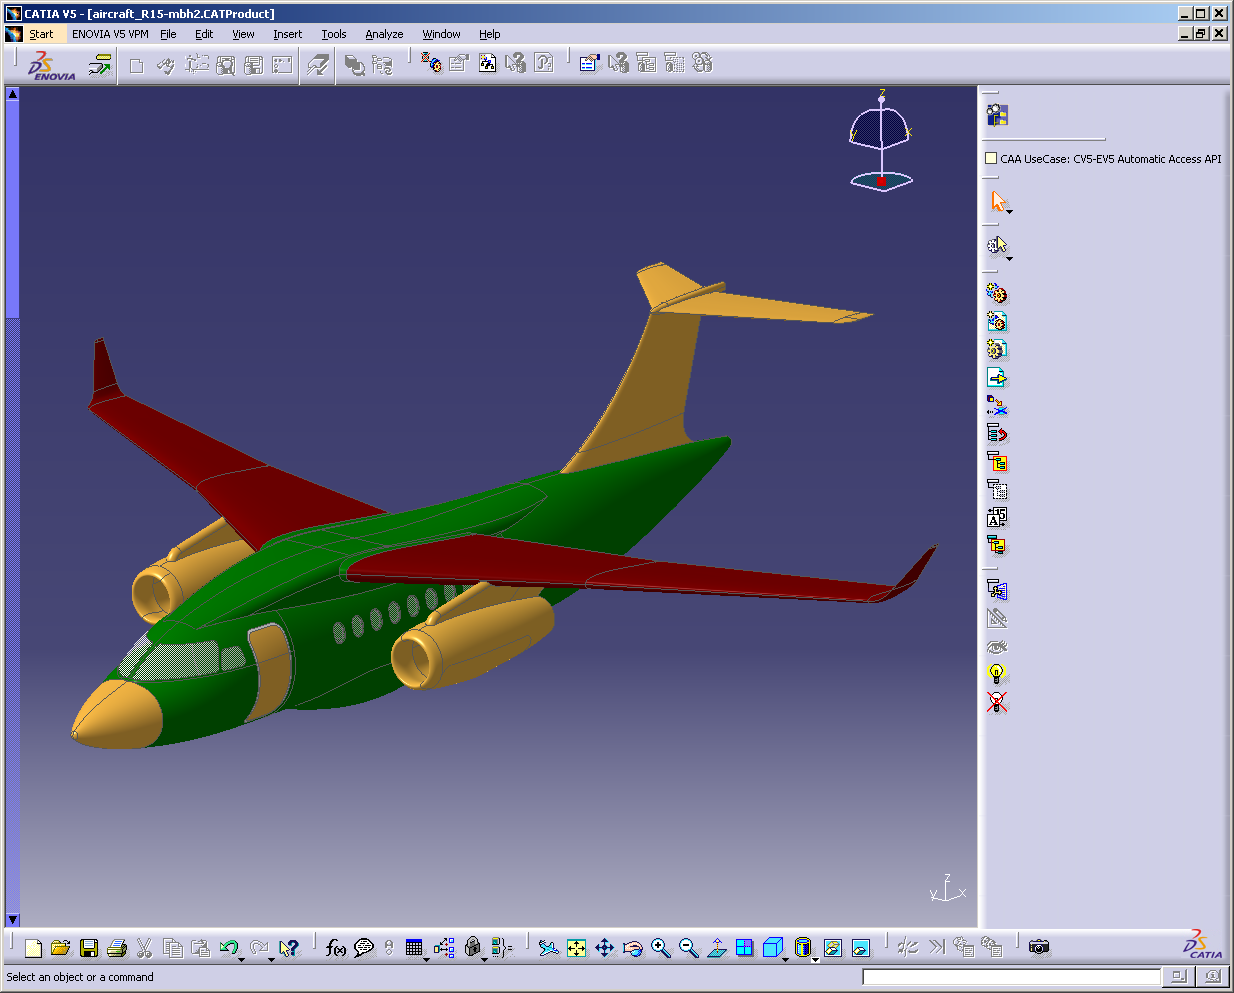 CATIA V5 - [aircraft_R15-mbh2.CATProduct]
Start ENOVIA V5 VPM File Edit View Insert Tools Analyze Window Help
ENOVIA
z
y x
CAA UseCase: CV5-EV5 Automatic Access API
A 15
z
y x
f(x)
CATIA
Select an object or a command